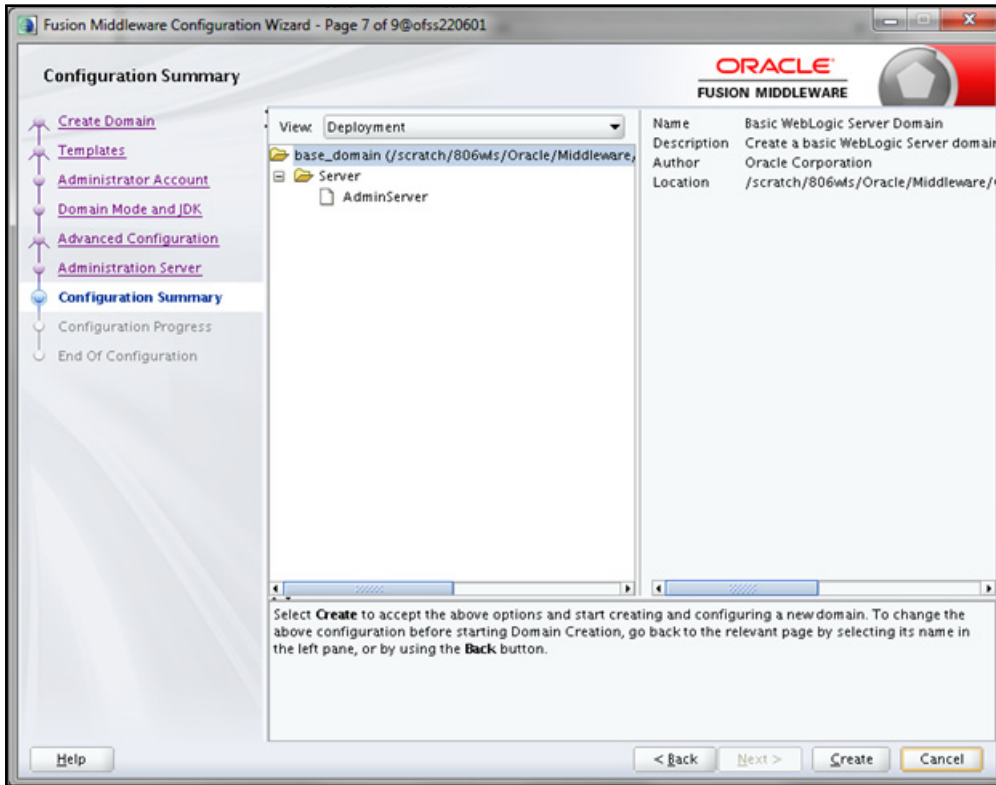 Fusion Middleware Configuration Wizard - Page 7 of 9@ofss220601
Configuration Summary
ORACLE
FUSION MIDDLEWARE
Create Domain
Templates
Administrator Account
Domain Mode and JDK
Advanced Configuration
Administration Server
Configuration Summary
Configuration Progress
End Of Configuration
View: Deployment
base_domain (/scratch/806wls/Oracle/Middleware,
Server
AdminServer
Name Basic WebLogic Server Domain
Description Create a basic WebLogic Server domain
Author Oracle Corporation
Location /scratch/806wls/Oracle/Middleware/
Select Create to accept the above options and start creating and configuring a new domain. To change the
above configuration before starting Domain Creation, go back to the relevant page by selecting its name in
the left pane, or by using the Back button.
Help
< Back
Next >
Create
Cancel